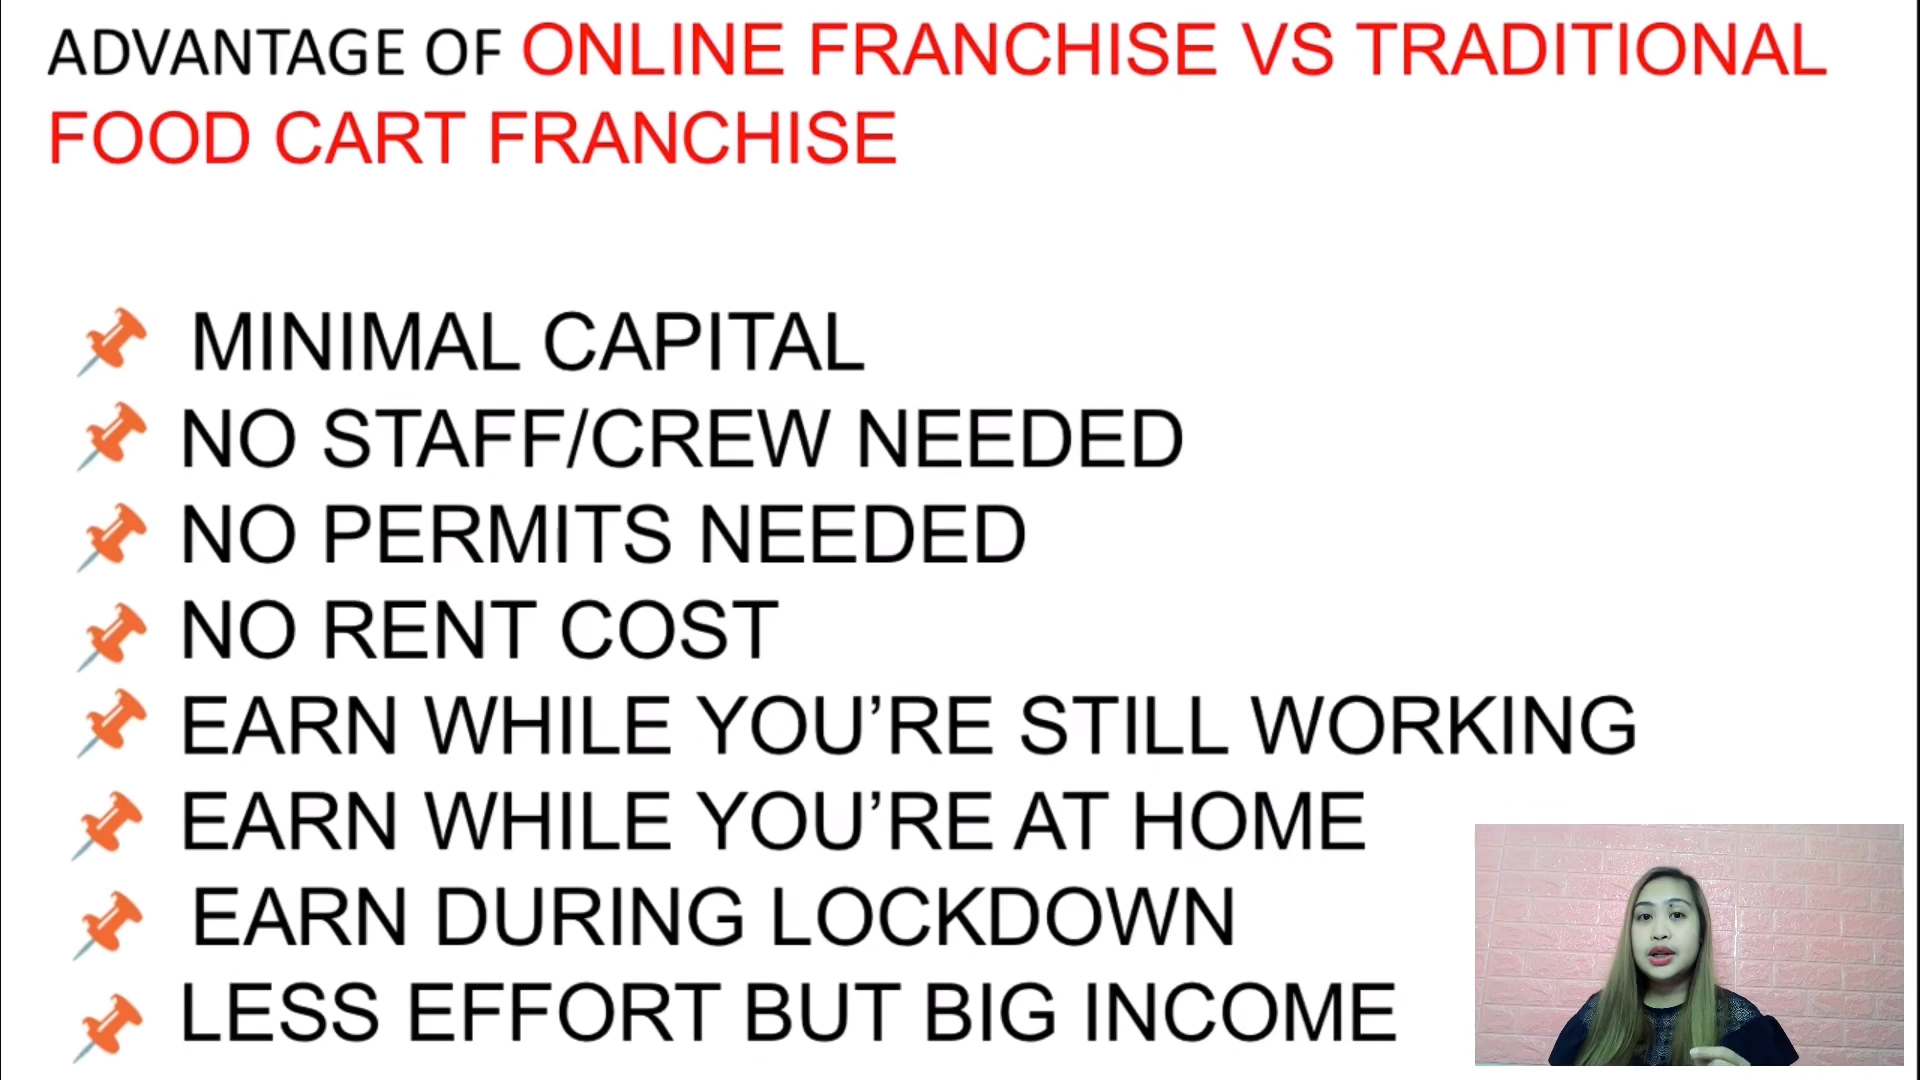 ADVANTAGE OF ONLINE FRANCHISE VS TRADITIONAL
FOOD CART FRANCHISE
MINIMAL CAPITAL
NO STAFF/CREW NEEDED
NO PERMITS NEEDED
NO RENT COST
EARN WHILE YOU’RE STILL WORKING
EARN WHILE YOU’RE AT HOME
EARN DURING LOCKDOWN
LESS EFFORT BUT BIG INCOME